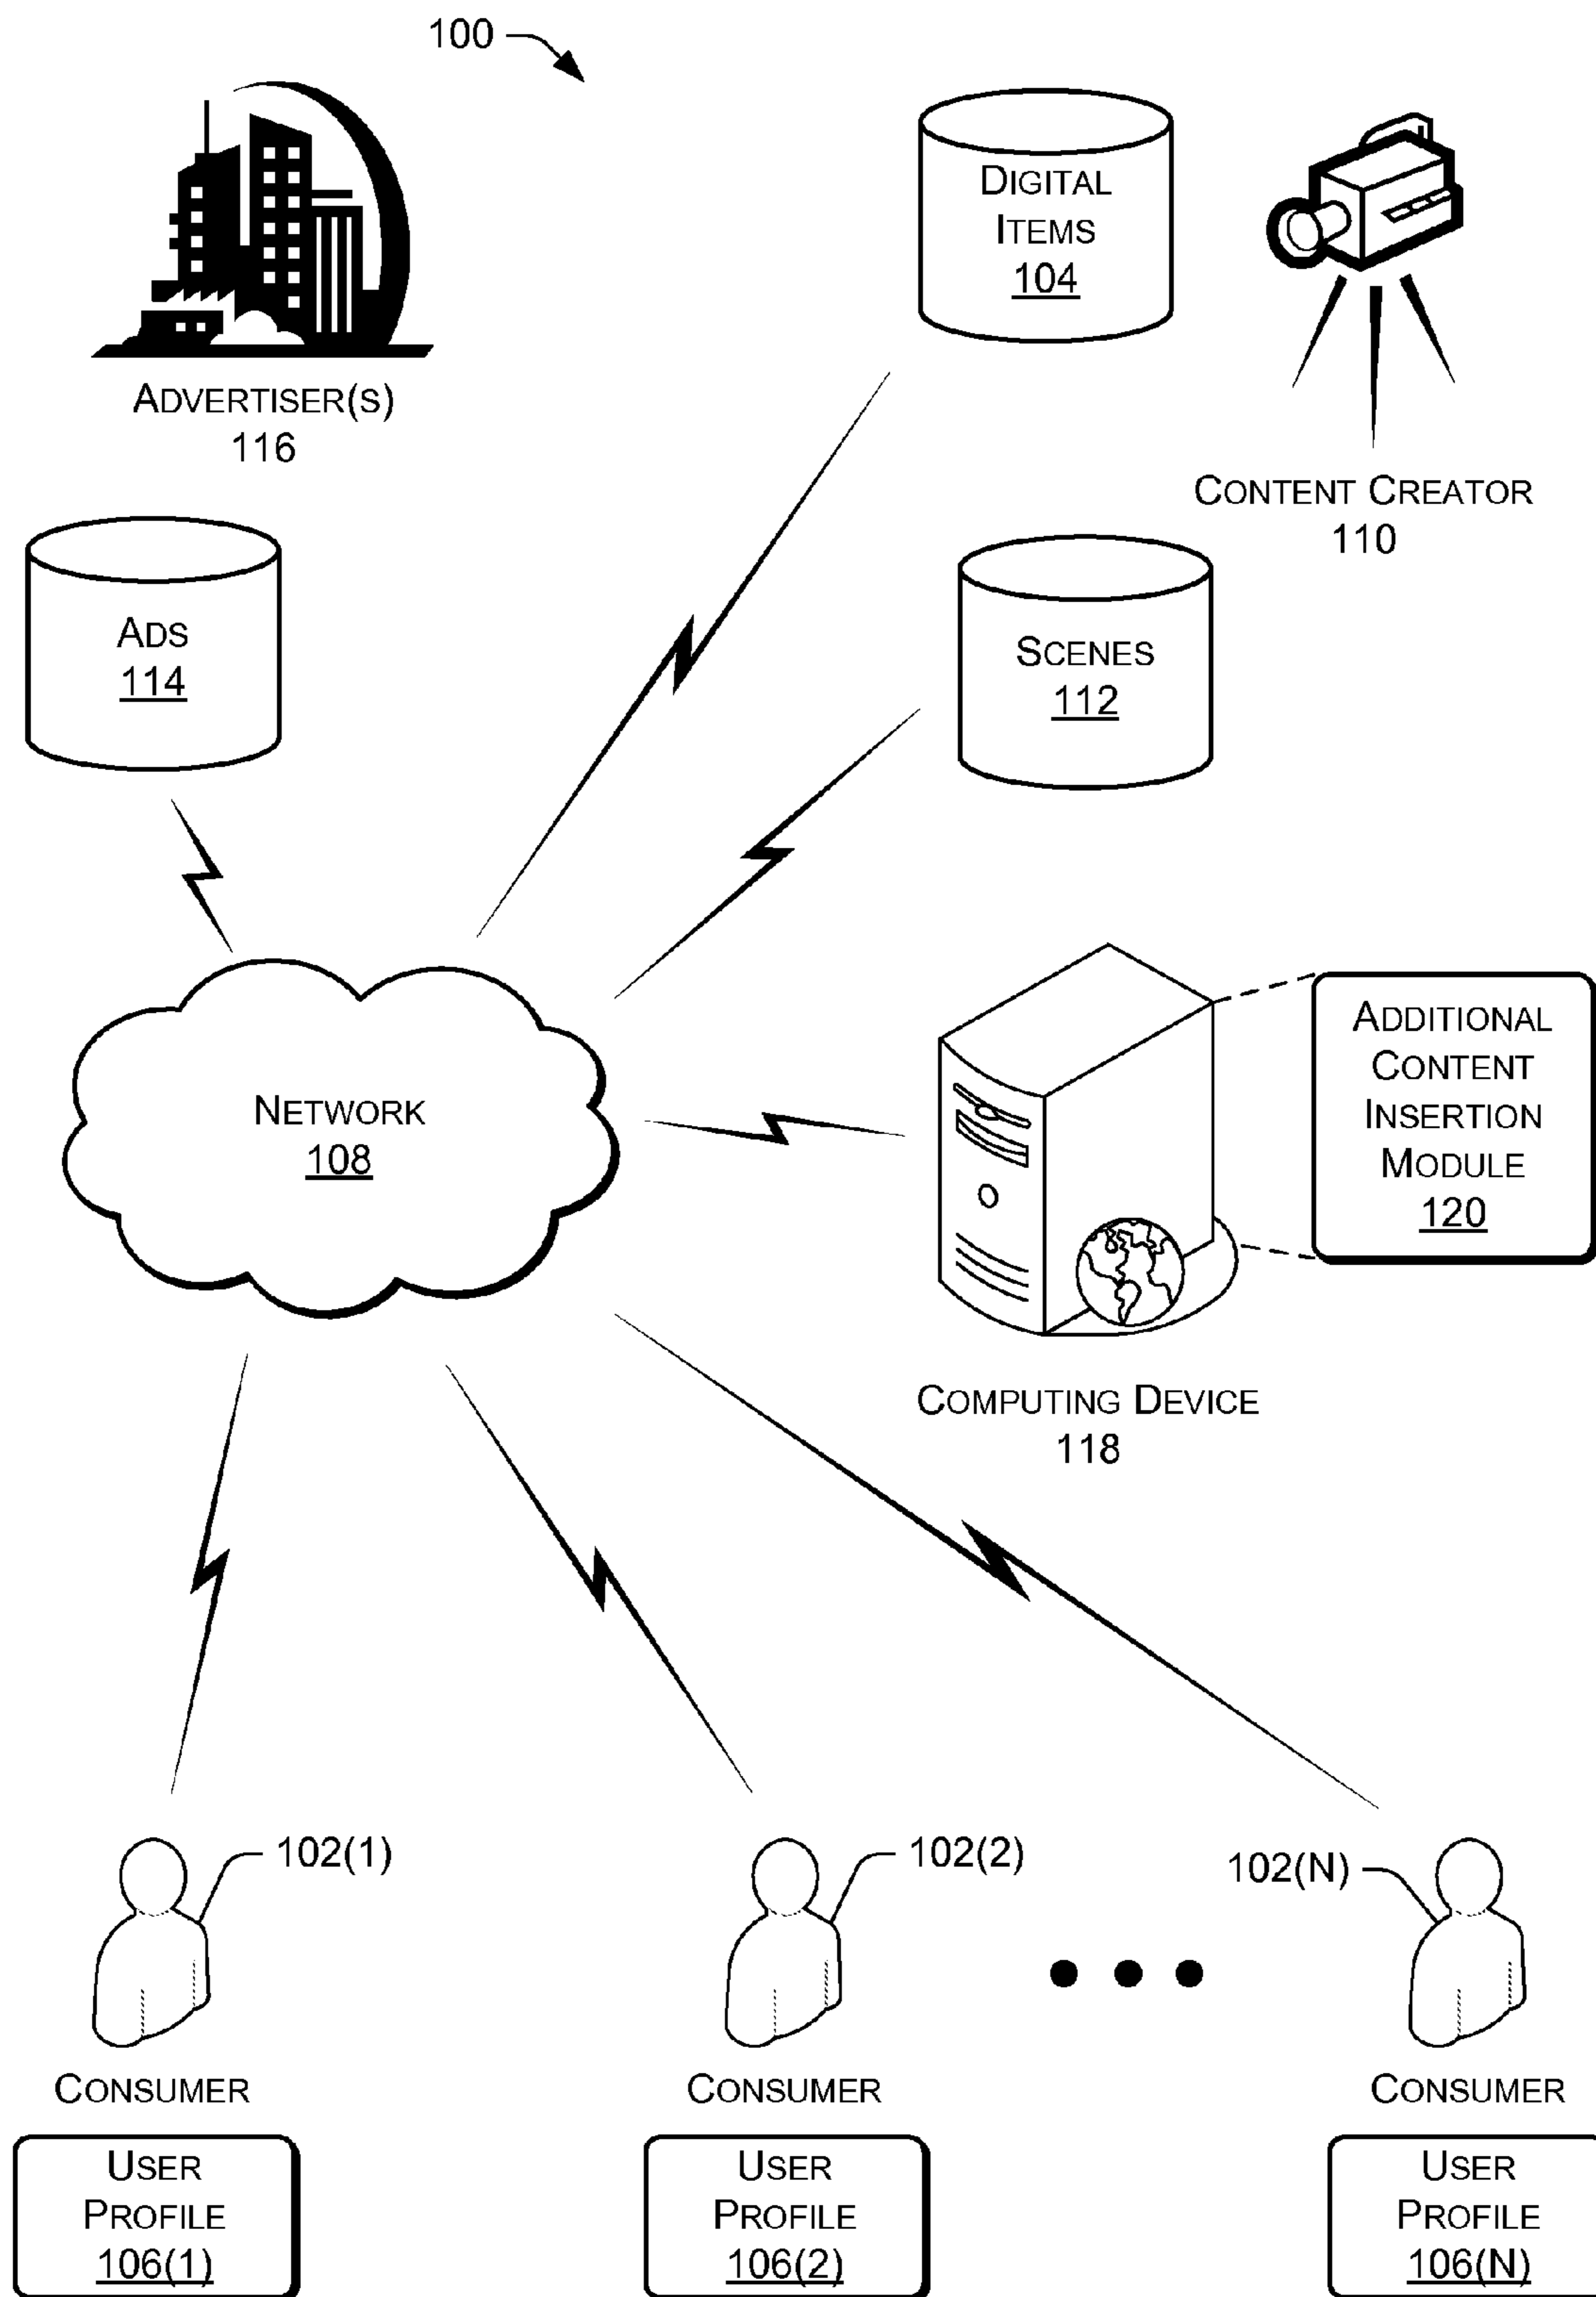 100
DIGITAL
ITEMS
104
ADVERTISER(S)
116
CONTENT CREATOR
110
ADS
114
SCENES
112
NETWORK
108
ADDITIONAL
CONTENT
INSERTION
MODULE
120
COMPUTING DEVICE
118
102(1)
102(2)
102(N)
CONSUMER
CONSUMER
CONSUMER
USER
PROFILE
106(1)
USER
PROFILE
106(2)
USER
PROFILE
106(N)